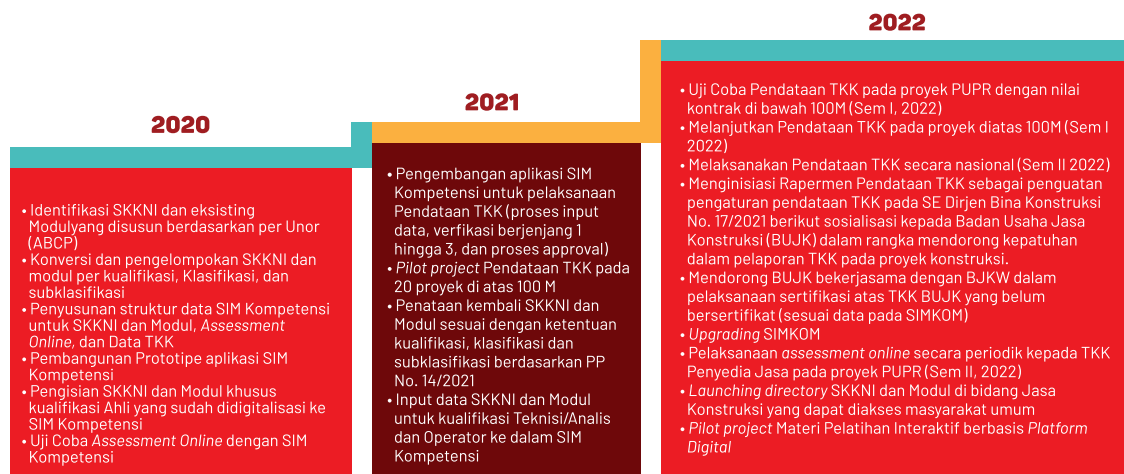 2020
• Identifikasi SKKNI dan eksisting
Modulyang disusun berdasarkan per Unor
(ABCP)
• Konversi dan pengelompokan SKKNI dan
modul per kualifikasi, Klasifikasi, dan
subklasifikasi
• Penyusunan struktur data SIM Kompetensi
untuk SKKNI dan Modul, Assessment
Online, dan Data TKK
• Pembangunan Prototipe aplikasi SIM
Kompetensi
• Pengisian SKKNI dan Modul khusus
kualifikasi Ahli yang sudah didigitalisasi ke
SIM Kompetensi
• Uji Coba Assessment Online dengan SIM
Kompetensi
2021
• Pengembangan aplikasi SIM
Kompetensi untuk pelaksanaan
Pendataan TKK (proses input
data, verfikasi berjenjang 1
hingga 3, dan proses approval)
• Pilot project Pendataan TKK pada
20 proyek di atas 100 M
• Penataan kembali SKKNI dan
Modul sesuai dengan ketentuan
kualifikasi, klasifikasi dan
subklasifikasi berdasarkan PP
No. 14/2021
• Input data SKKNI dan Modul
untuk kualifikasi Teknisi/Analis
dan Operator ke dalam SIM
Kompetensi
2022
• Uji Coba Pendataan TKK pada proyek PUPR dengan nilai
kontrak di bawah 100M (Sem I, 2022)
• Melanjutkan Pendataan TKK pada proyek diatas 100M (Sem I
2022)
• Melaksanakan Pendataan TKK secara nasional (Sem II 2022)
• Menginisiasi Rapermen Pendataan TKK sebagai penguatan
pengaturan pendataan TKK pada SE Dirjen Bina Konstruksi
No. 17/2021 berikut sosialisasi kepada Badan Usaha Jasa
Konstruksi (BUJK) dalam rangka mendorong kepatuhan
dalam pelaporan TKK pada proyek konstruksi.
• Mendorong BUJK bekerjasama dengan BJKW dalam
pelaksanaan sertifikasi atas TKK BUJK yang belum
bersertifikat (sesuai data pada SIMKOM)
• Upgrading SIMKOM
• Pelaksanaan assessment online secara periodik kepada TKK
Penyedia Jasa pada proyek PUPR (Sem II, 2022)
• Launching directory SKKNI dan Modul di bidang Jasa
Konstruksi yang dapat diakses masyarakat umum
• Pilot project Materi Pelatihan Interaktif berbasis Platform
Digital